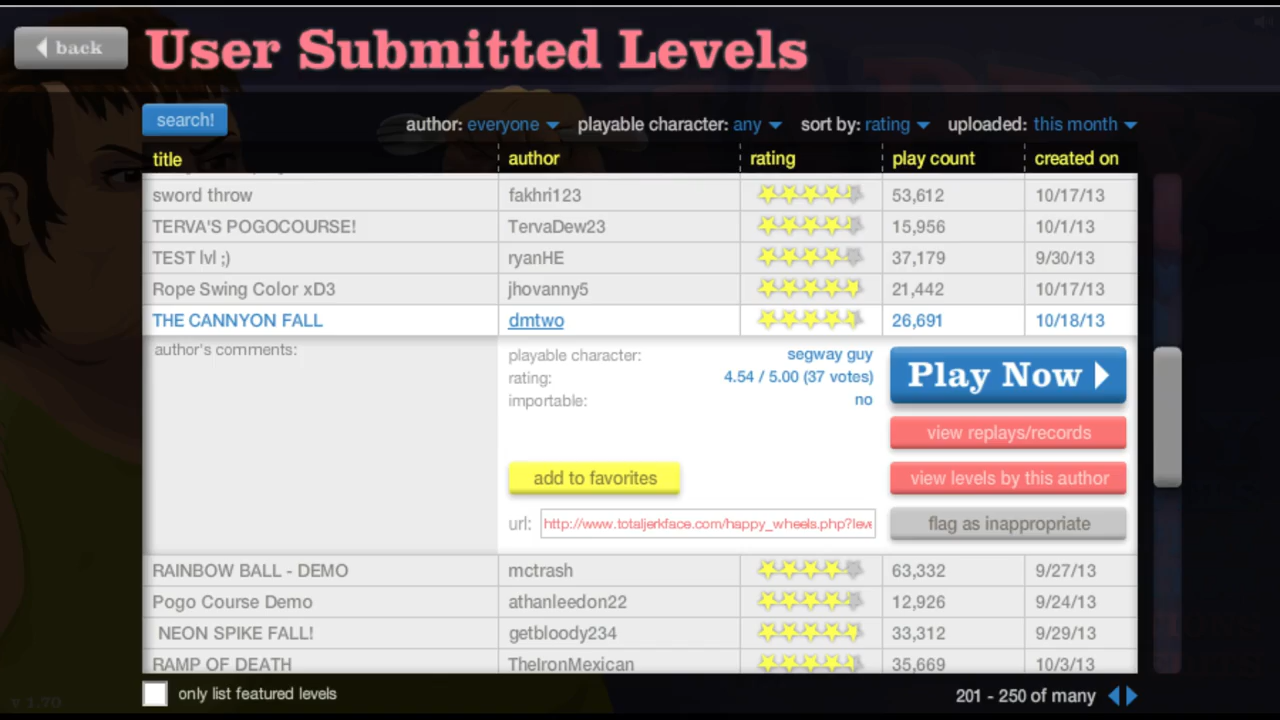 back
User Submitted Levels
search!
author: everyone playable character: any sort by: rating uploaded: this month
title author rating play count created on
sword throw fakhri123 53,612 10/17/13
TERVA'S POGOCOURSE! TervaDew23 15,956 10/1/13
TEST lvl ;) ryanHE 37,179 9/30/13
Rope Swing Color xD3 jhovanny5 21,442 10/17/13
THE CANNYON FALL dmtwo 26,691 10/18/13
author's comments:
playable character: segway guy
rating: 4.54 / 5.00 (37 votes)
importable: no
Play Now
view replays/records
add to favorites
view levels by this author
url: http://www.totaljerkface.com/happy_wheels.php?leve
flag as inappropriate
RAINBOW BALL - DEMO mctrash 63,332 9/27/13
Pogo Course Demo athanleedon22 12,926 9/24/13
NEON SPIKE FALL! getbloody234 33,312 9/29/13
RAMP OF DEATH TheIronMexican 35,669 10/3/13
only list featured levels
201 - 250 of many
v 1.70